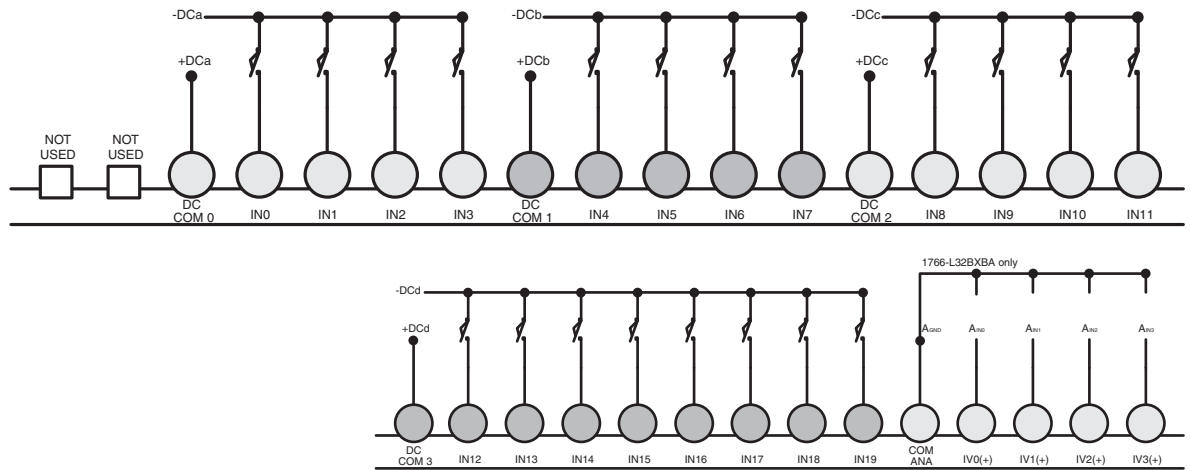 -DCa -DCb -DCc
+DCa +DCb +DCc
NOT USED NOT USED
DC COM 0 IN0 IN1 IN2 IN3 DC COM 1 IN4 IN5 IN6 IN7 DC COM 2 IN8 IN9 IN10 IN11
1766-L32BXBA only
-DCd
+DCd AGND AIN0 AIN1 AIN2 AIN3
DC COM 3 IN12 IN13 IN14 IN15 IN16 IN17 IN18 IN19 COM ANA IV0(+) IV1(+) IV2(+) IV3(+)